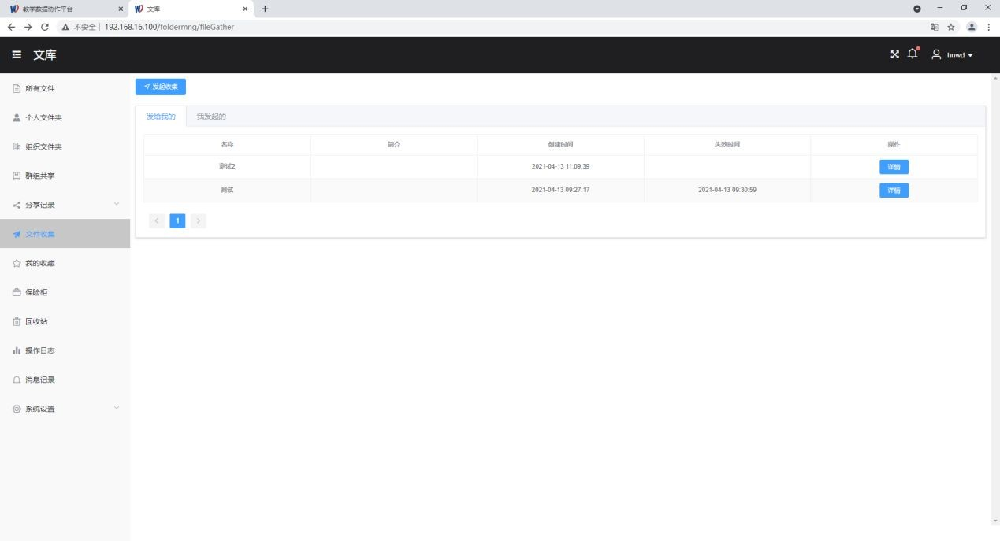 教学数据协作平台
文库
不安全 192.168.16.100/foldermng/fileGather
文库
hnwd
所有文件
个人文件夹
组织文件夹
群组共享
分享记录
文件收集
我的收藏
保险柜
回收站
操作日志
消息记录
系统设置
发起收集
发给我的 我发起的
名称 简介 创建时间 失效时间 操作
测试2 2021-04-13 11:09:39 详情
测试 2021-04-13 09:27:17 2021-04-13 09:30:59 详情
1